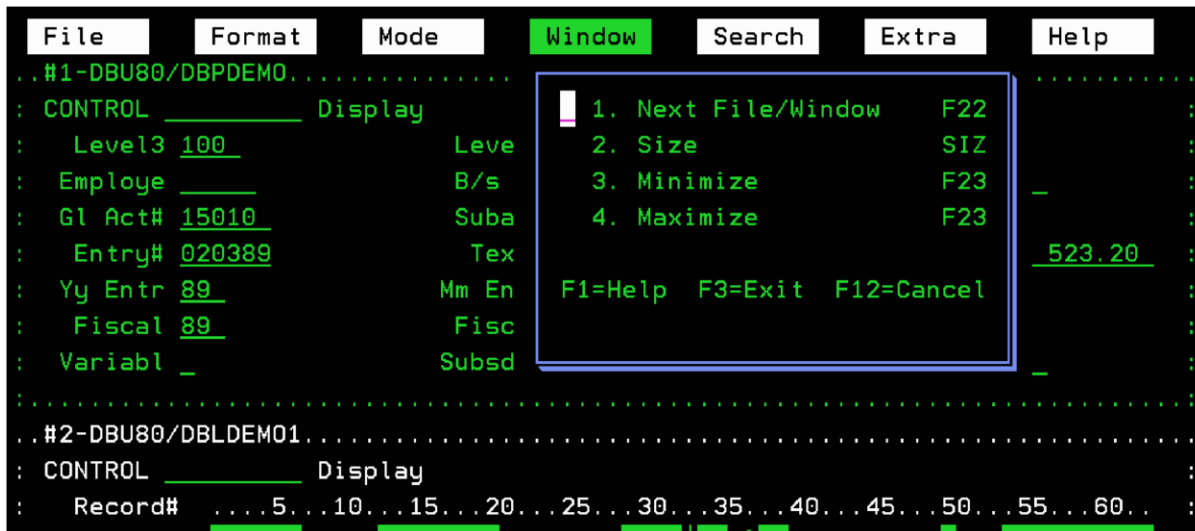 File Format Mode Window Search Extra Help
..#1-DBU80/DBPDEMO...............
: CONTROL _________ Display
1. Next File/Window F22
: Level3 100 Leve
2. Size SIZ
: Employe _____ B/s
3. Minimize F23
: Gl Act# 15010 Suba
4. Maximize F23
: Entry# 020389 Tex
523.20 :
: Yy Entr 89 Mm En
F1=Help F3=Exit F12=Cancel
: Fiscal 89 Fisc
: Variabl _ Subsd
..#2-DBU80/DBLDEMO1...........................................................
: CONTROL _________ Display :
: Record# ....5...10...15...20...25...30...35...40...45...50...55...60.. :